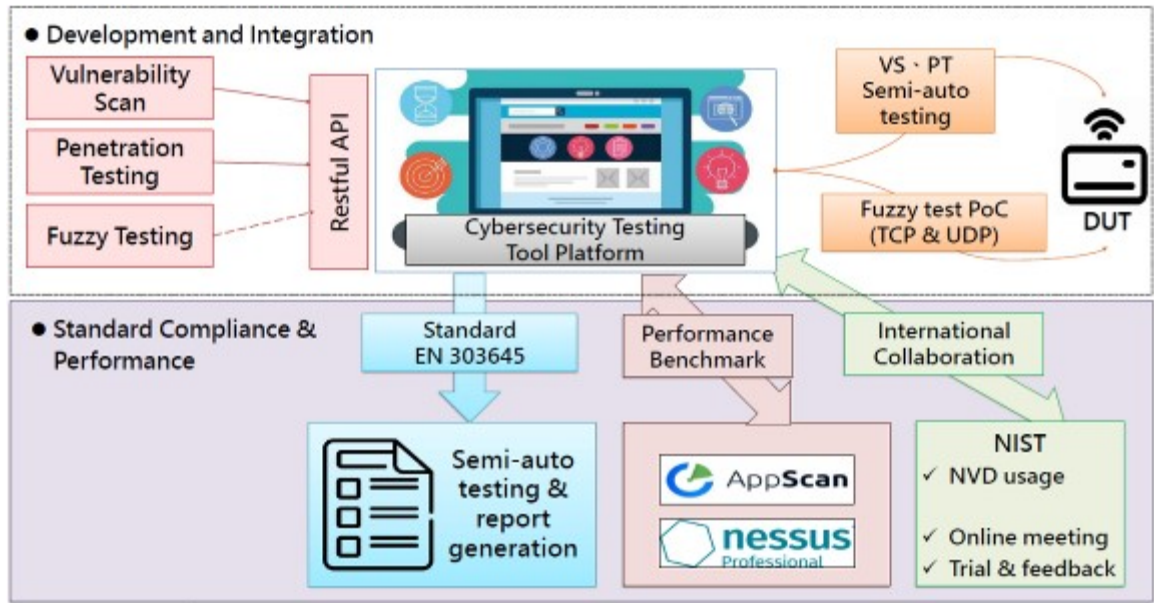 ● Development and Integration
Vulnerability
Scan
Penetration
Testing
Fuzzy Testing
Restful API
Cybersecurity Testing
Tool Platform
VS、PT
Semi-auto
testing
Fuzzy test PoC
(TCP & UDP)
DUT
● Standard Compliance &
Performance
Standard
EN 303645
Performance
Benchmark
International
Collaboration
Semi-auto
testing &
report
generation
AppScan
nessus
Professional
NIST
✓ NVD usage
✓ Online meeting
✓ Trial & feedback